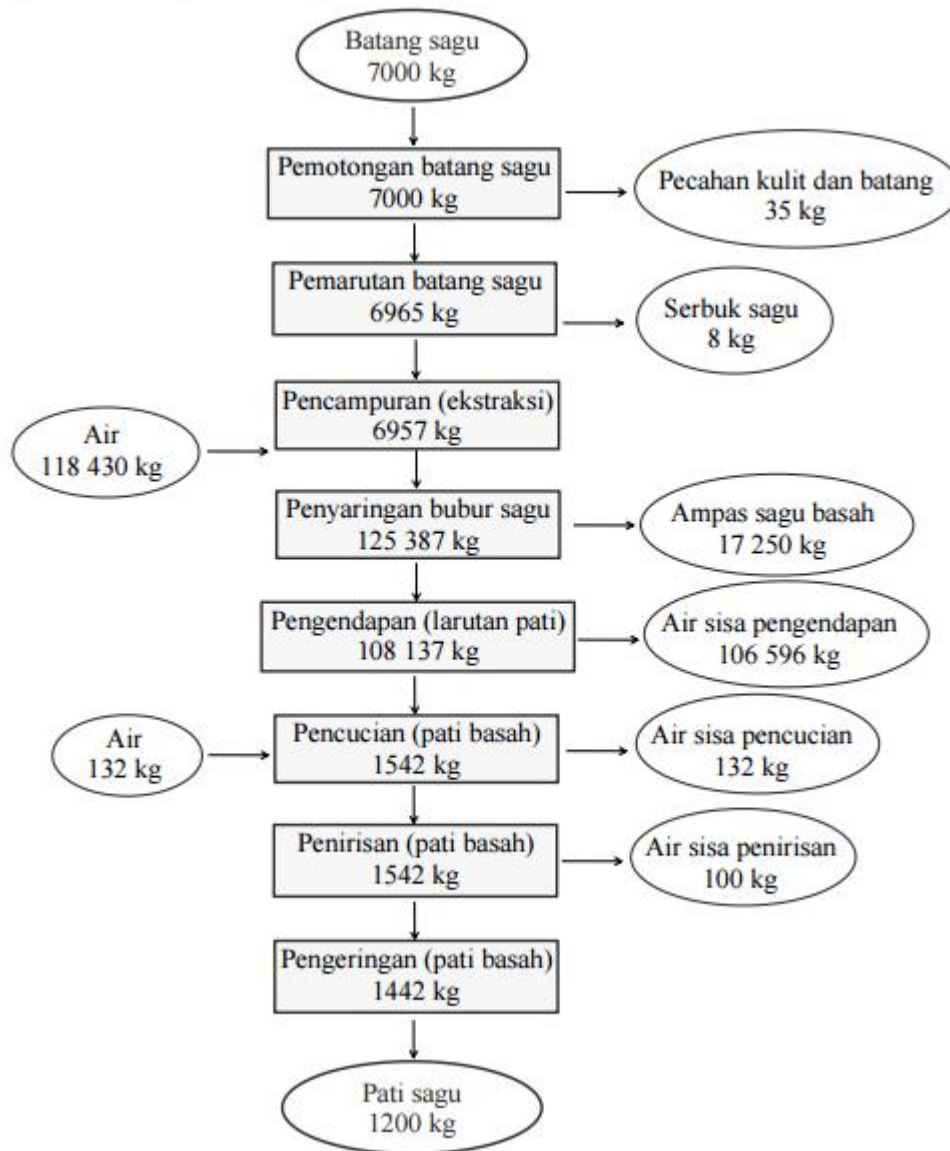 Batang sagu
7000 kg
Pemotongan batang sagu
7000 kg
Pecahan kulit dan batang
35 kg
Pemarutan batang sagu
6965 kg
Serbuk sagu
8 kg
Pencampuran (ekstraksi)
6957 kg
Air
118 430 kg
Penyaringan bubur sagu
125 387 kg
Ampas sagu basah
17 250 kg
Pengendapan (larutan pati)
108 137 kg
Air sisa pengendapan
106 596 kg
Air
132 kg
Pencucian (pati basah)
1542 kg
Air sisa pencucian
132 kg
Penirisan (pati basah)
1542 kg
Air sisa penirisan
100 kg
Pengeringan (pati basah)
1442 kg
Pati sagu
1200 kg